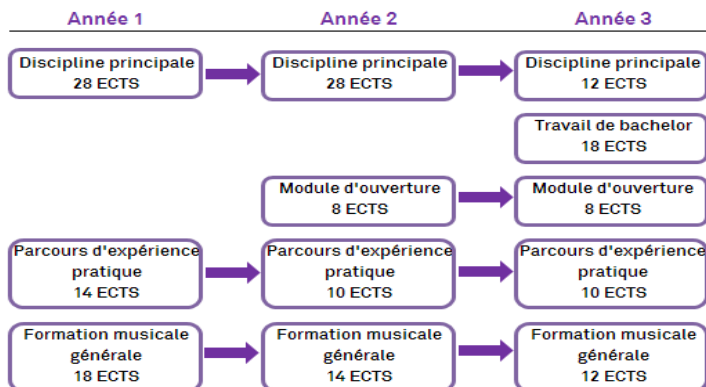 Année 1 Année 2 Année 3
Discipline principale
28 ECTS
Discipline principale
28 ECTS
Discipline principale
12 ECTS
Travail de bachelor
18 ECTS
Module d'ouverture
8 ECTS
Module d'ouverture
8 ECTS
Parcours d'expérience
pratique
14 ECTS
Parcours d'expérience
pratique
10 ECTS
Parcours d'expérience
pratique
10 ECTS
Formation musicale
générale
18 ECTS
Formation musicale
générale
14 ECTS
Formation musicale
générale
12 ECTS